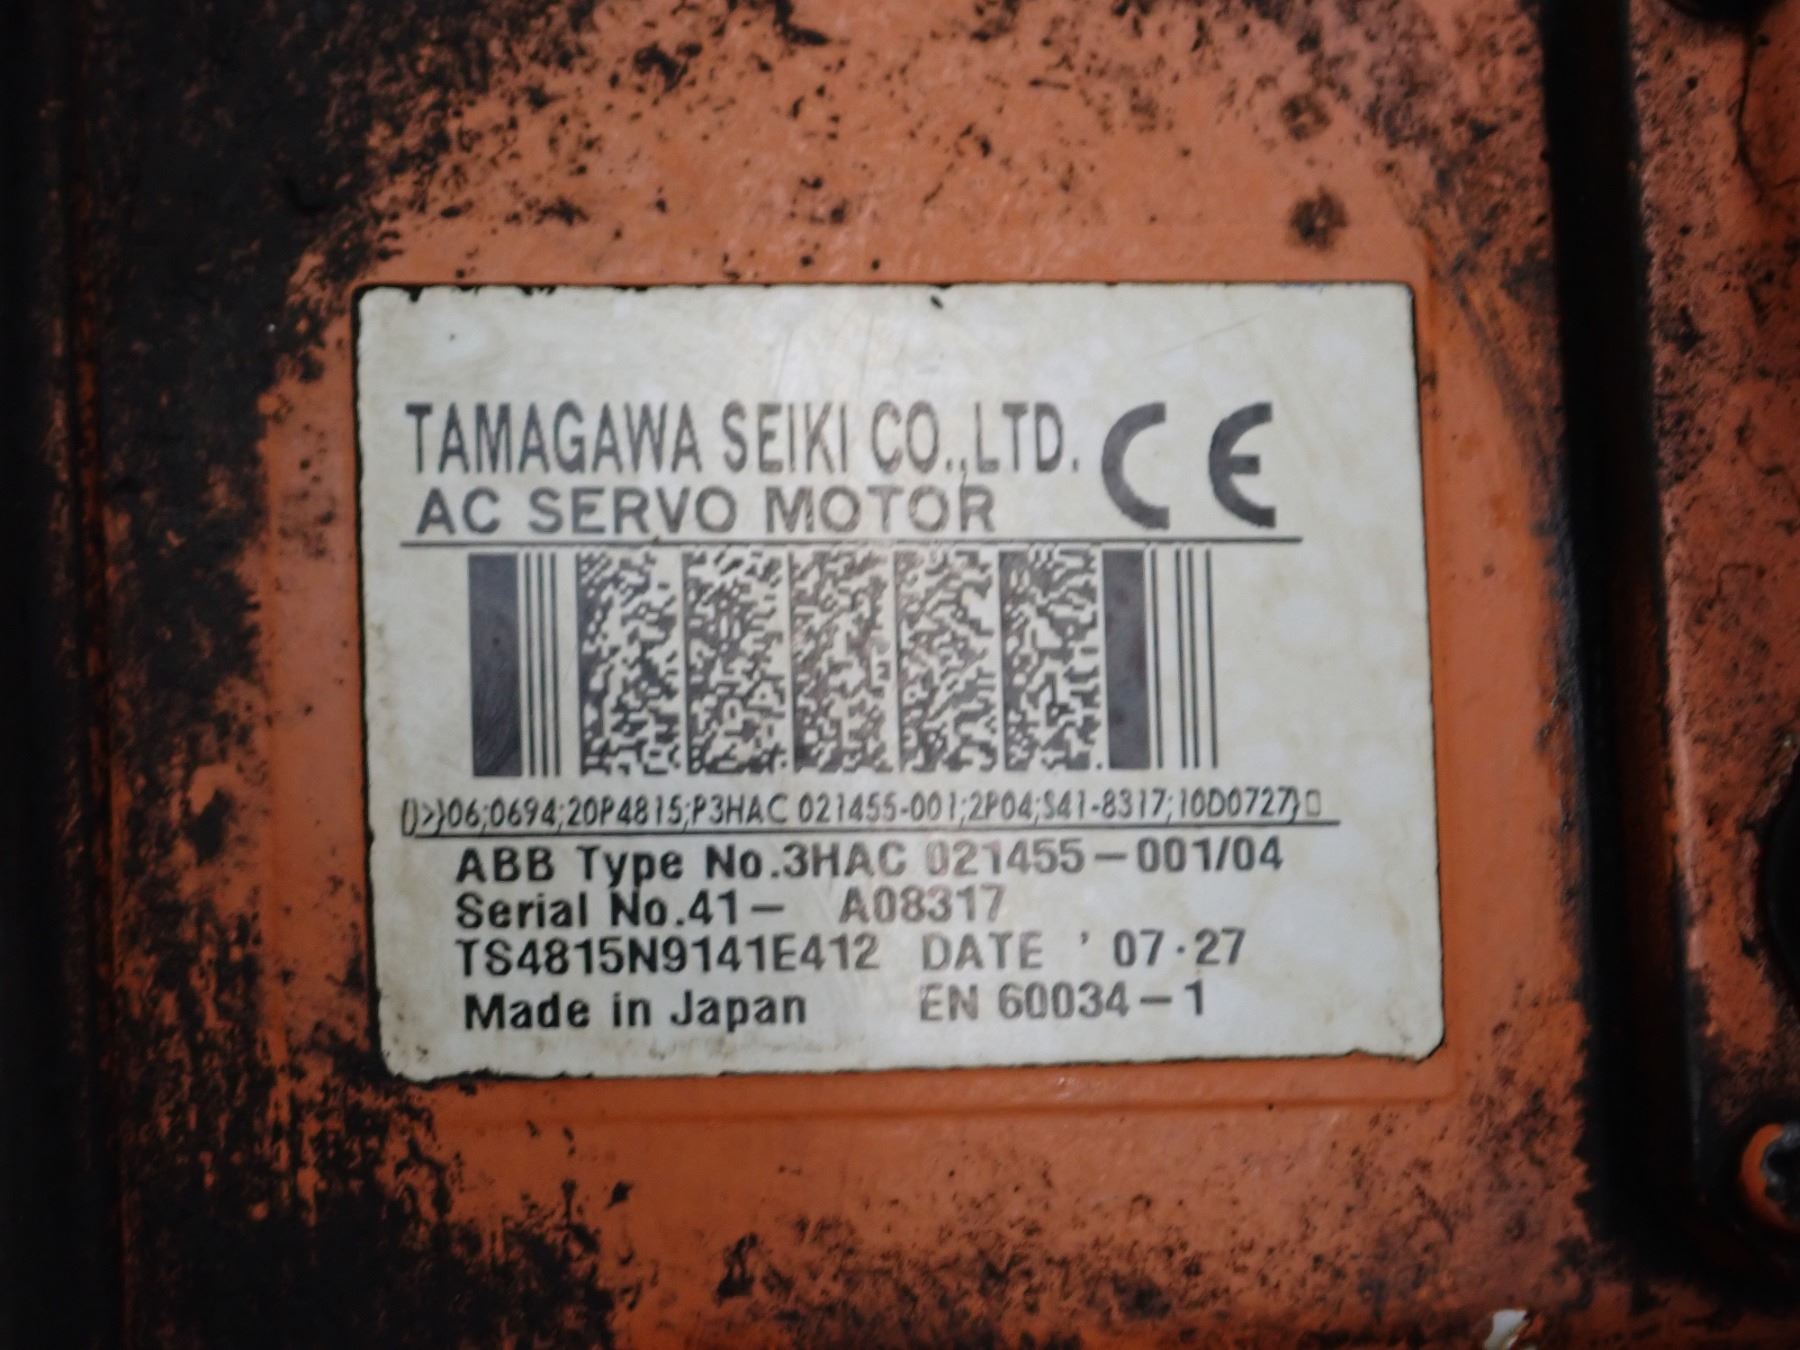 TAMAGAWA SEIKI CO.,LTD. CE
AC SERVO MOTOR
()>}06;0694;20P4815;P3HAC 021455-001;2P04;S41-8317;10D0727}□
ABB Type No.3HAC 021455-001/04
Serial No.41- A08317
TS4815N9141E412 DATE '07·27
Made in Japan EN 60034-1